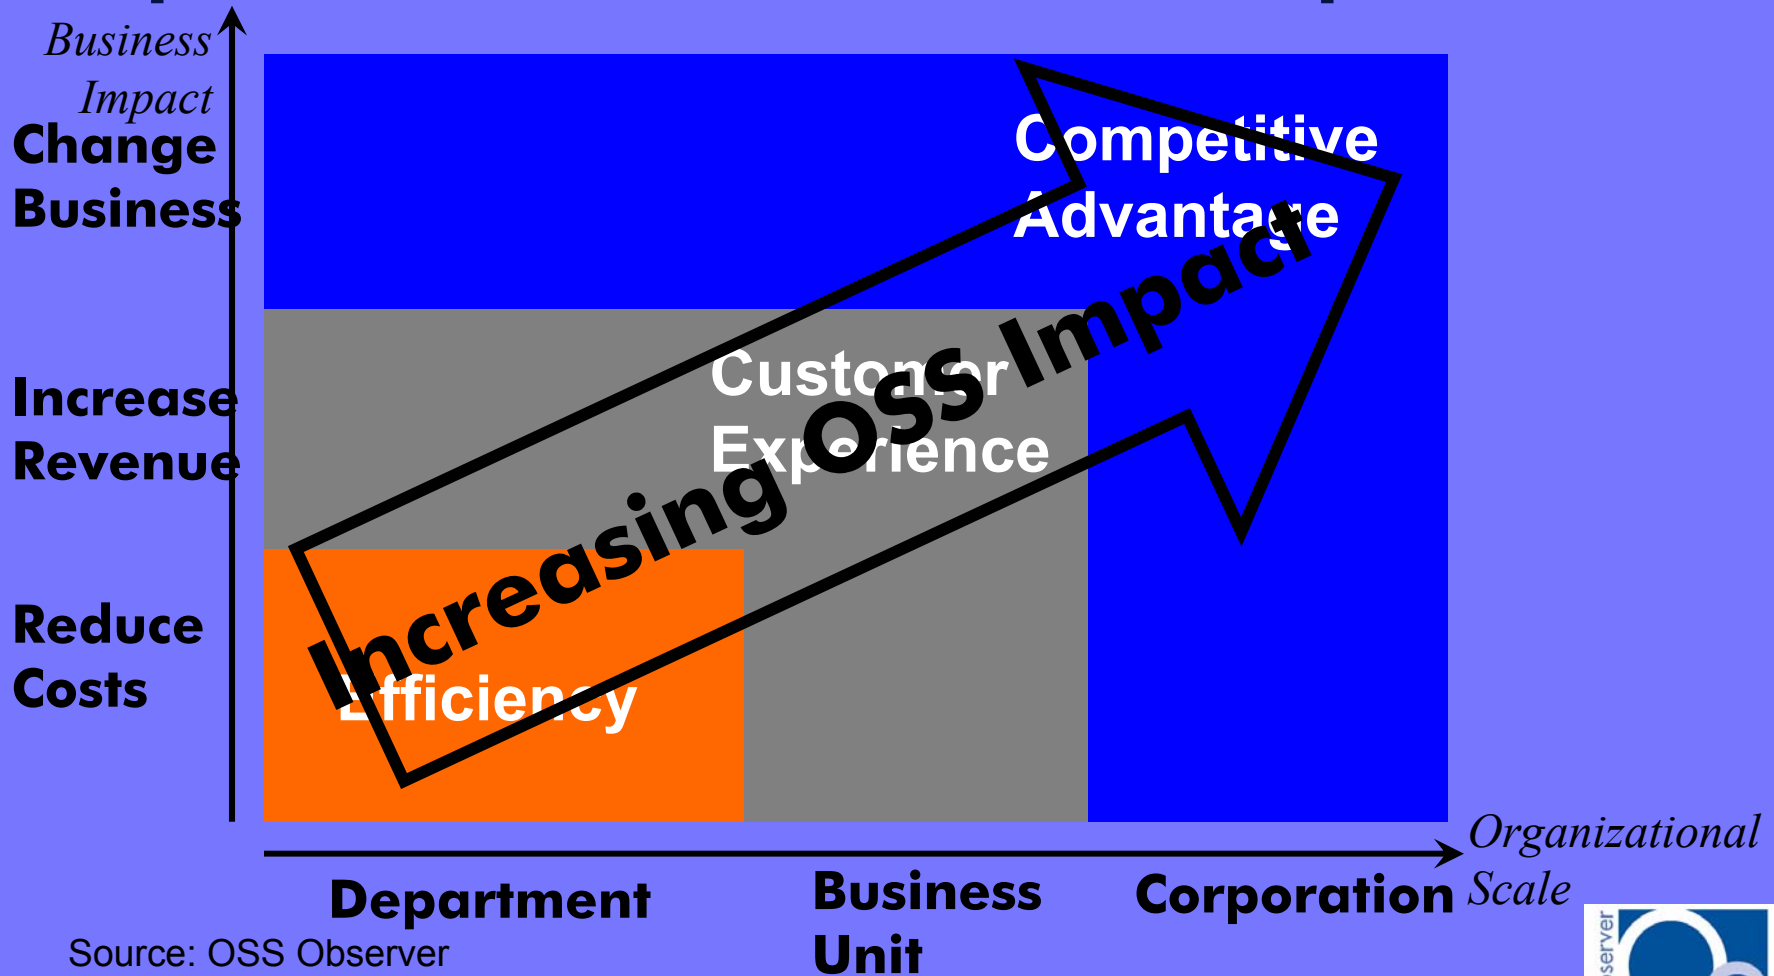 Business
Impact
Change
Business
Competitive
Advantage
Increase
Revenue
Customer
Experience
Increasing OSS Impact
Reduce
Costs
Efficiency
Organizational
Scale
Department
Business
Unit
Corporation
Source: OSS Observer